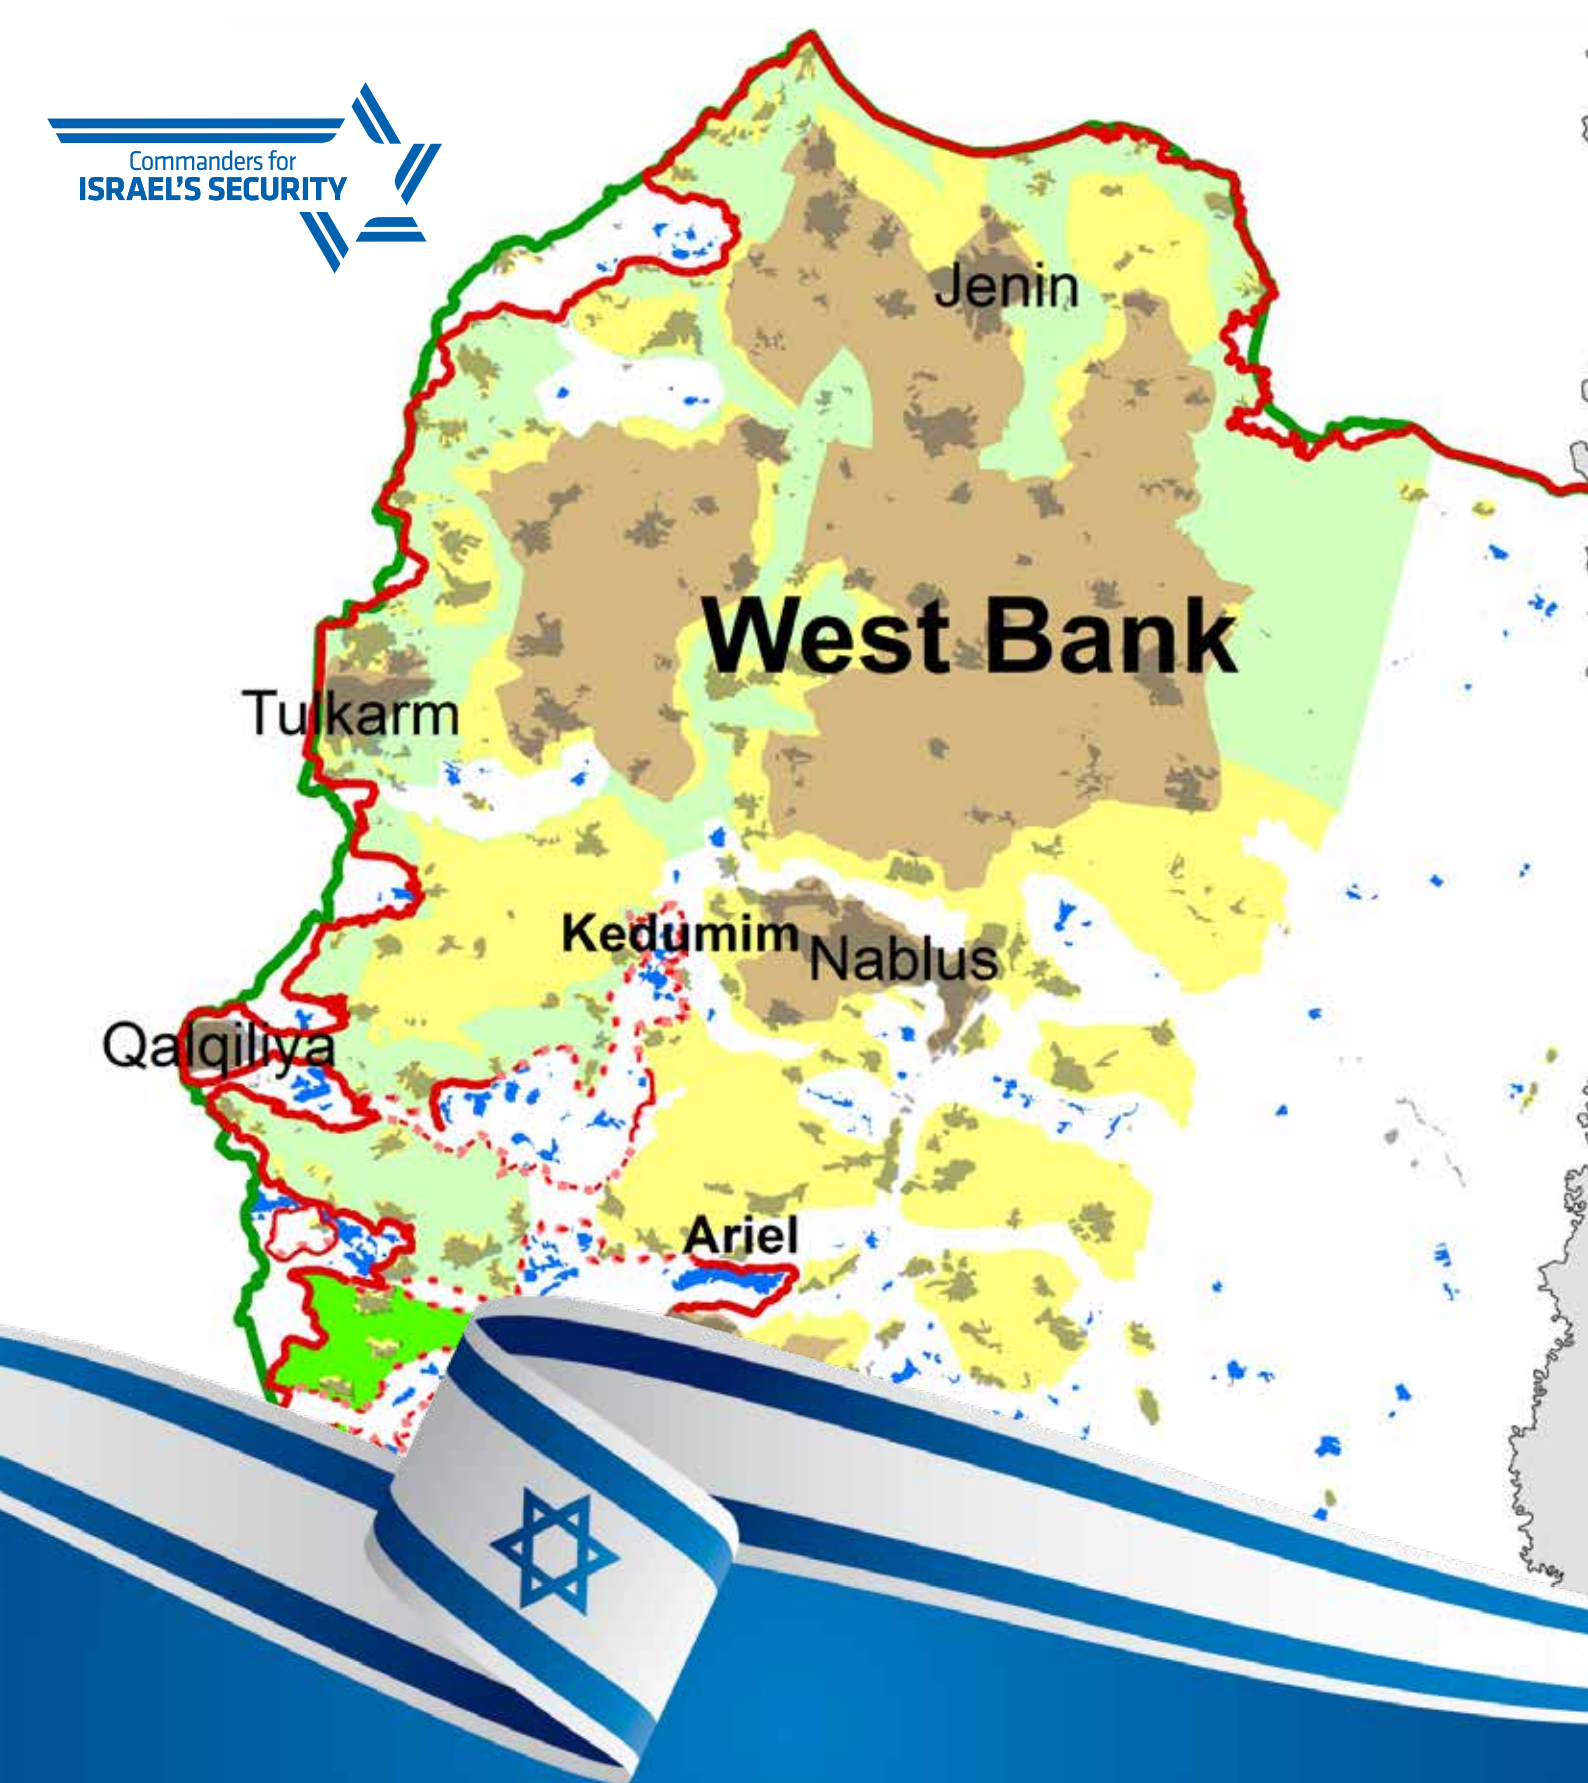 Commanders for
ISRAEL'S SECURITY
Jenin
West Bank
Tulkarm
Kedumim
Nablus
Qalqiliya
Ariel